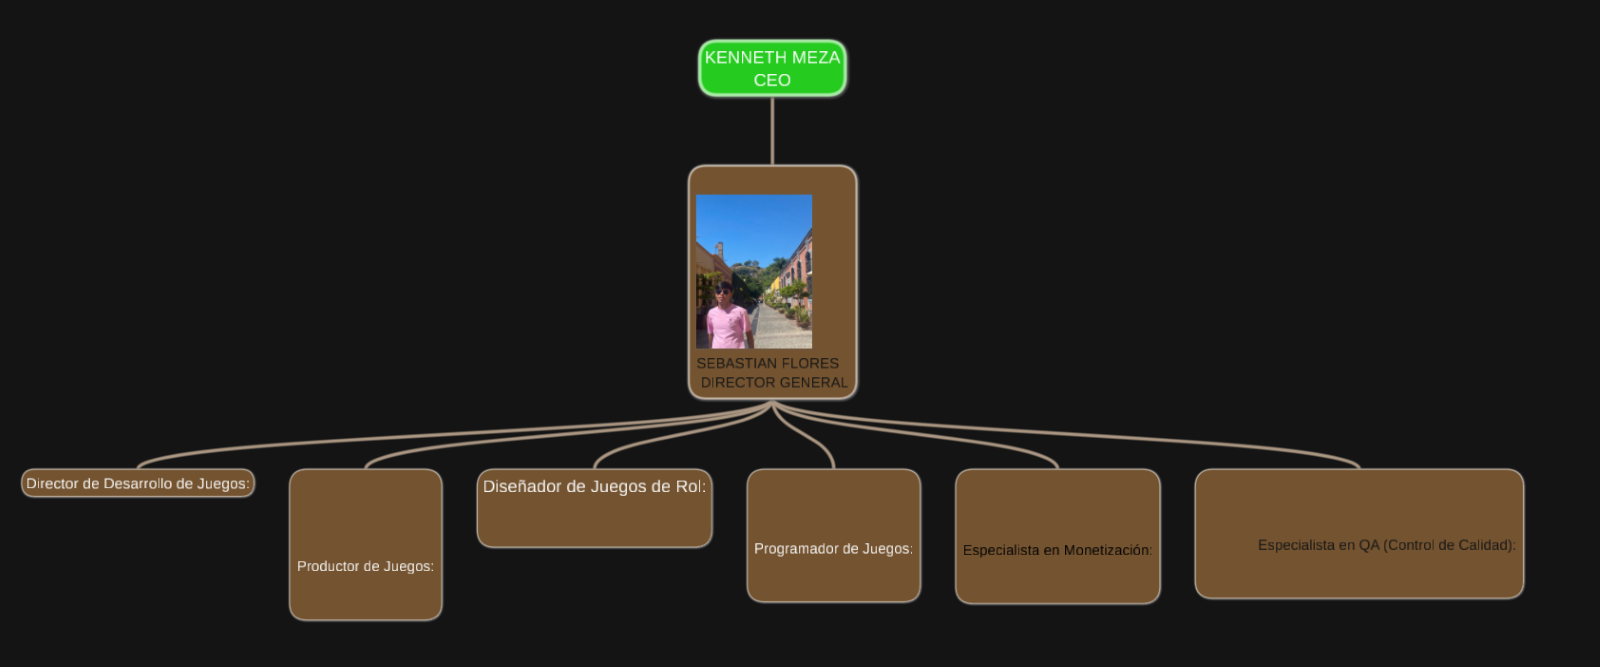 KENNETH MEZA
CEO
SEBASTIAN FLORES
DIRECTOR GENERAL
Director de Desarrollo de Juegos:
Productor de Juegos:
Diseñador de Juegos de Rol:
Programador de Juegos:
Especialista en Monetización:
Especialista en QA (Control de Calidad):